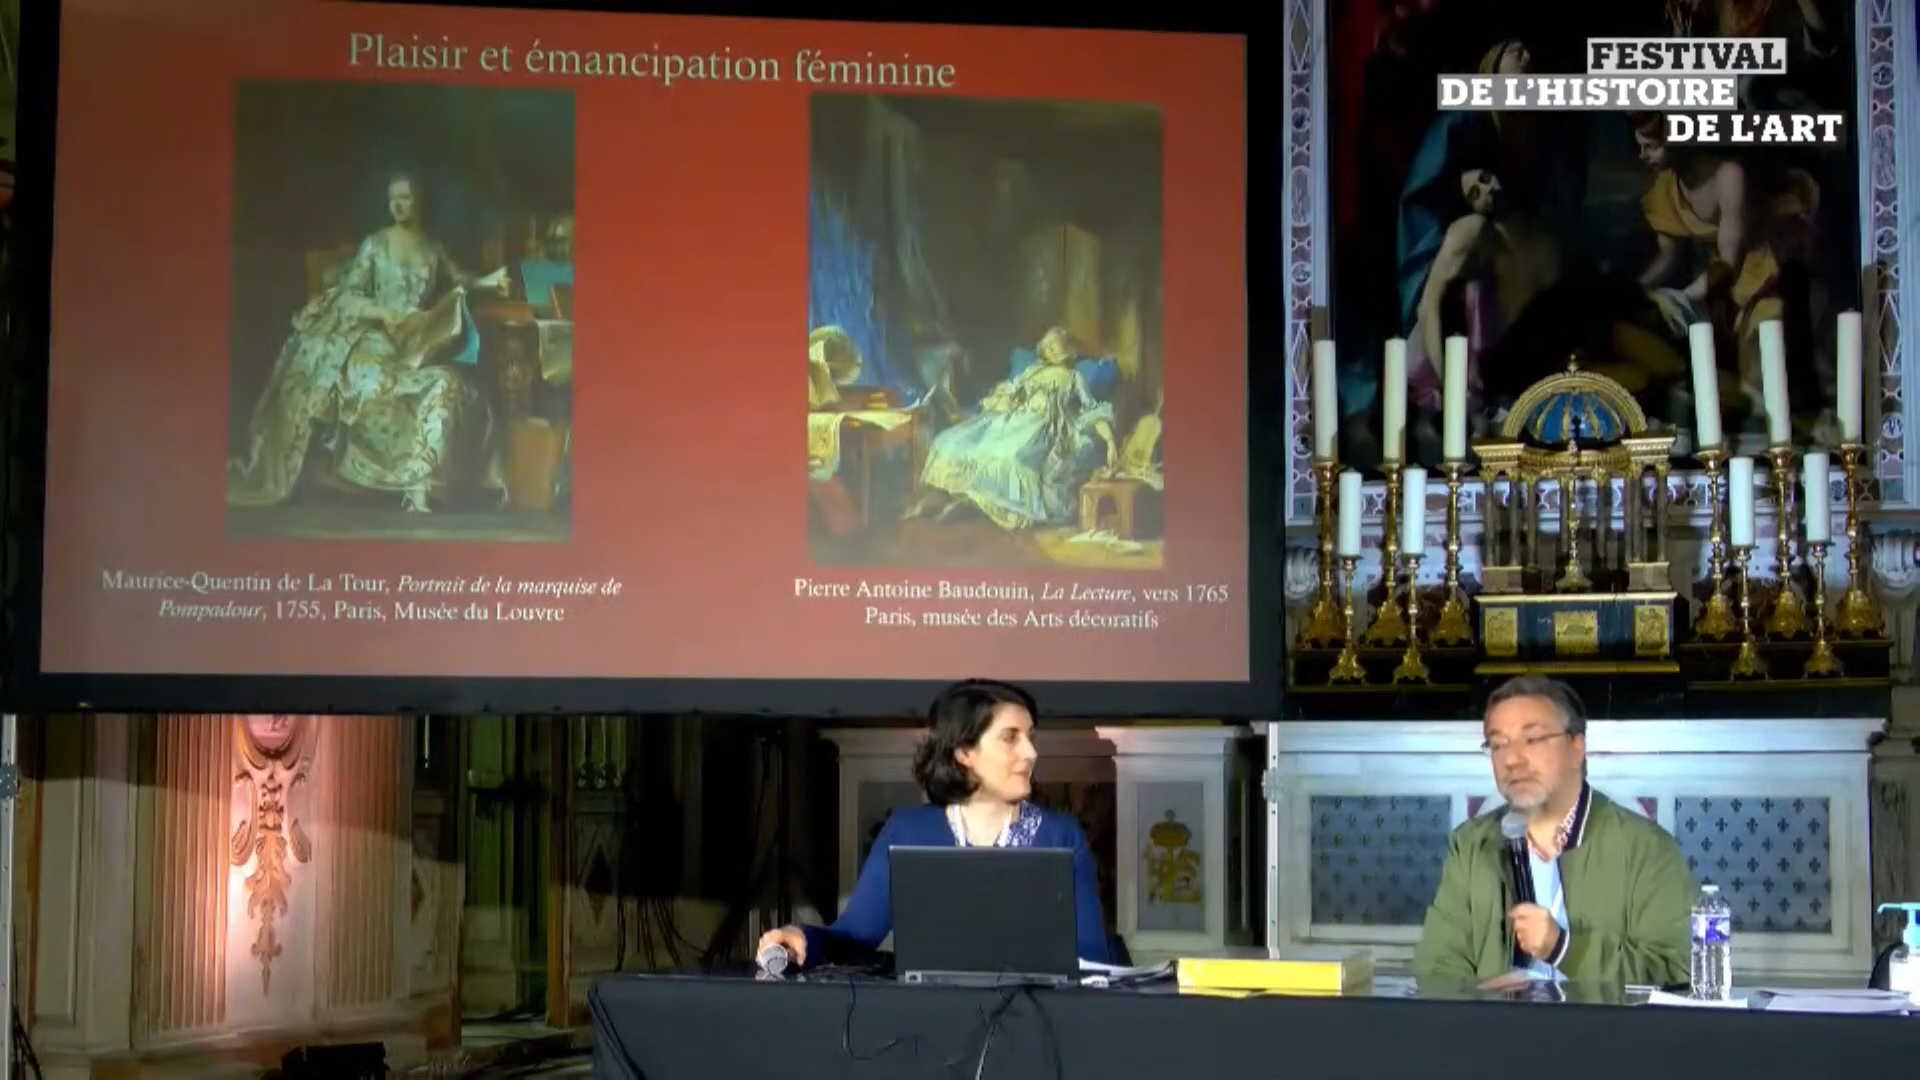 Plaisir et émancipation féminine
FESTIVAL
DE L'HISTOIRE
DE L'ART
Maurice-Quentin de La Tour, Portrait de la marquise de
Pompadour, 1755, Paris, Musée du Louvre
Pierre Antoine Baudouin, La Lecture, vers 1765
Paris, musée des Arts décoratifs